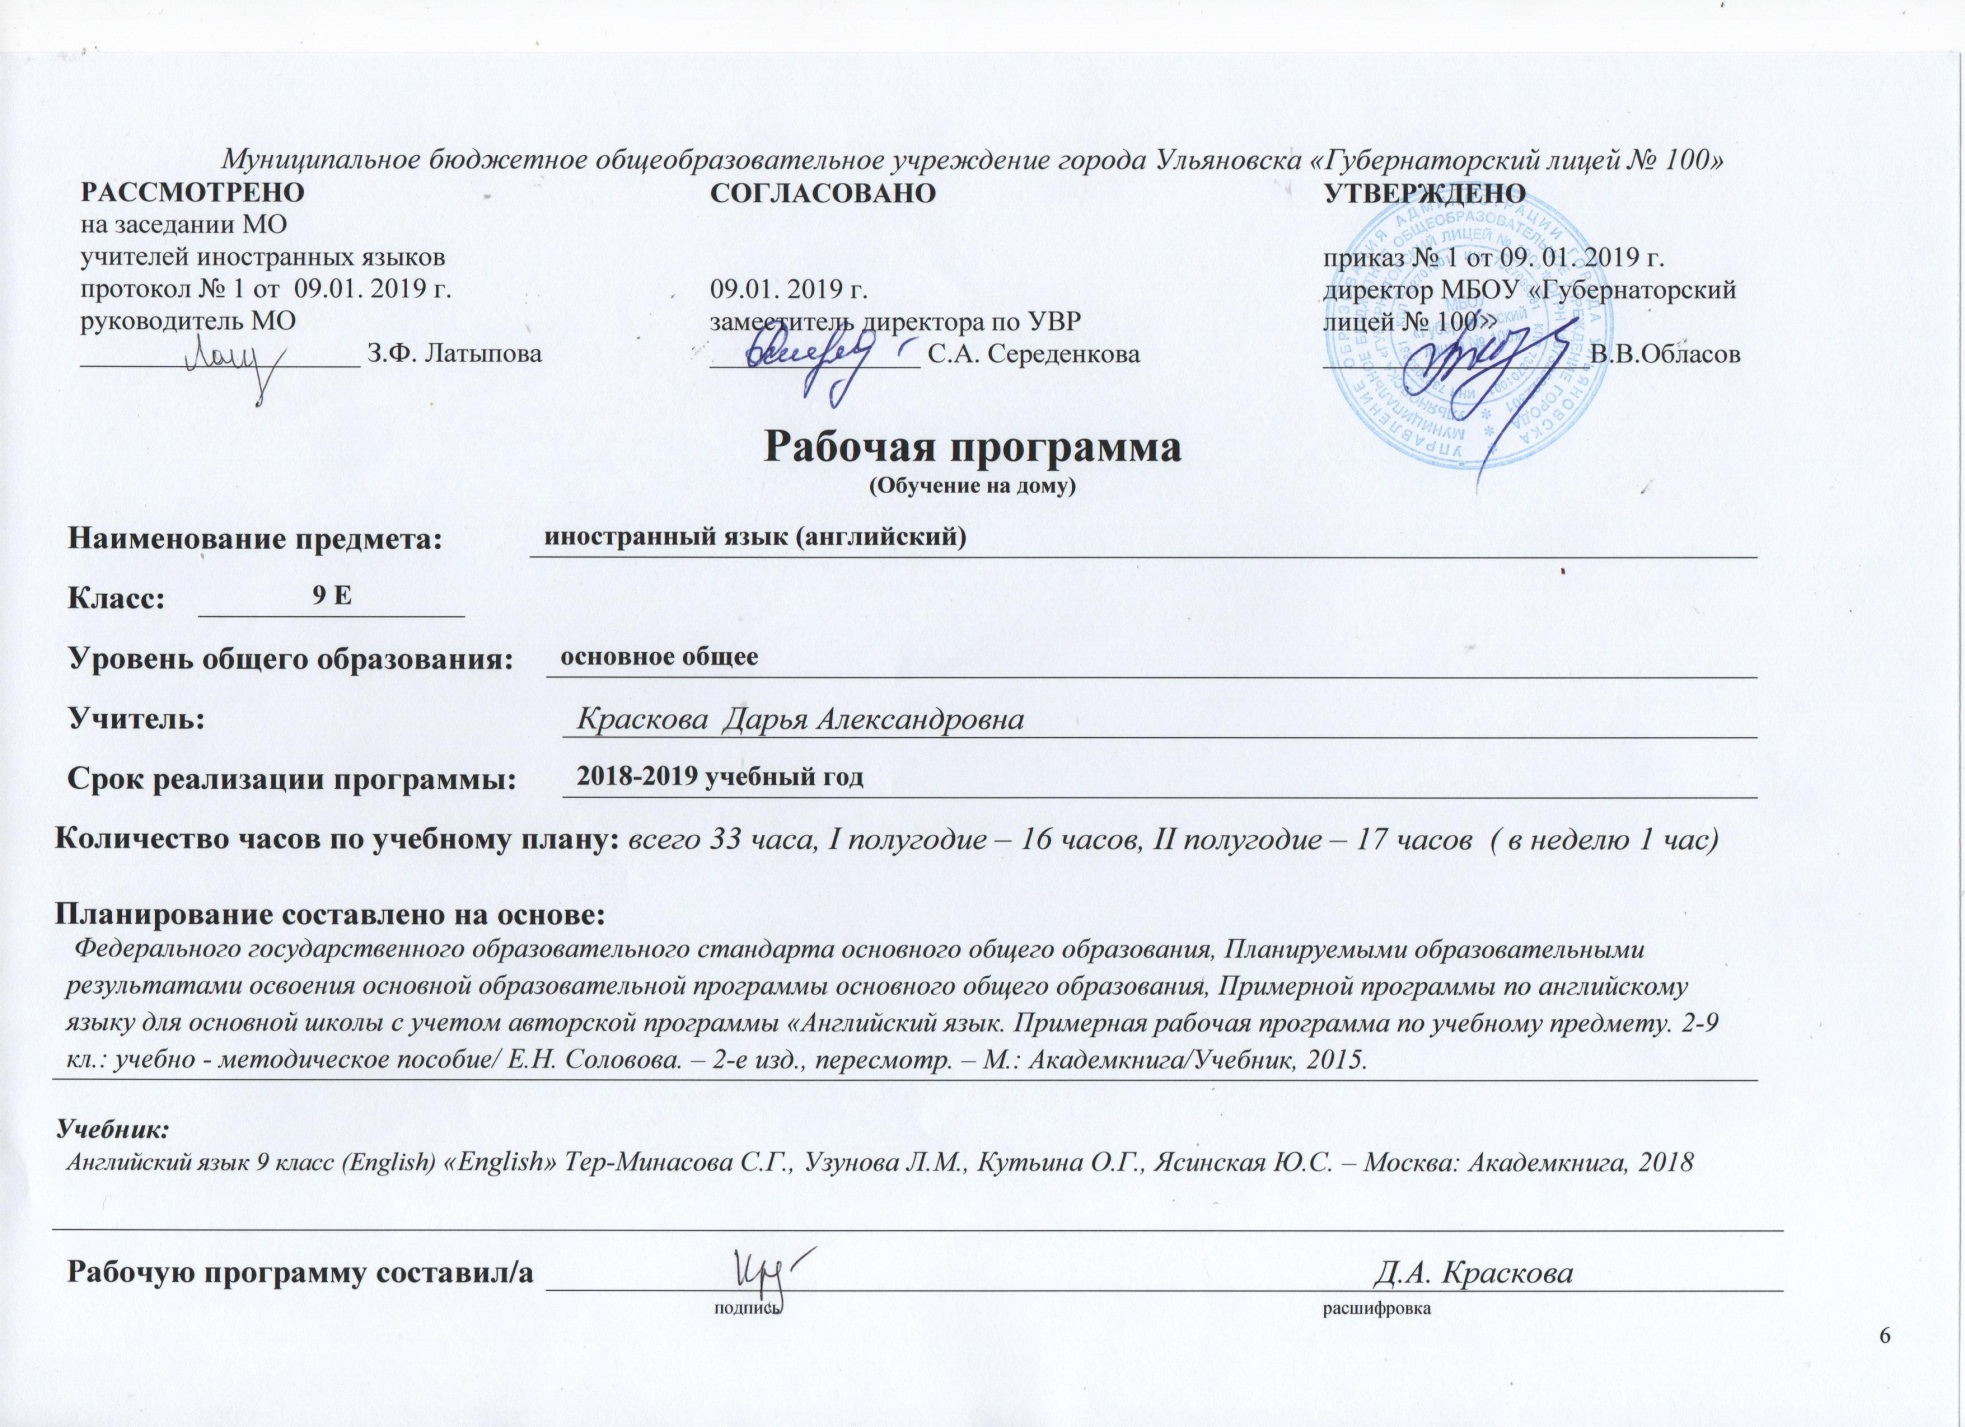 Муниципальное бюджетное общеобразовательное учреждение города Ульяновска «Губернаторский лицей № 100»
РАССМОТРЕНО
на заседании МО
учителей иностранных языков
протокол № 1 от  09.01. 2019 г.
руководитель МО
З.Ф. Латыпова
СОГЛАСОВАНО
09.01. 2019 г.
заместитель директора по УВР
С.А. Середенкова
УТВЕРЖДЕНО
приказ № 1 от 09. 01. 2019 г.
директор МБОУ «Губернаторский
лицей № 100»
В.В.Обласов
Рабочая программа
(Обучение на дому)
Наименование предмета: иностранный язык (английский)
Класс: 9 Е
Уровень общего образования: основное общее
Учитель: Краскова  Дарья Александровна
Срок реализации программы: 2018-2019 учебный год
Количество часов по учебному плану: всего 33 часа, I полугодие – 16 часов, II полугодие – 17 часов  ( в неделю 1 час)
Планирование составлено на основе:
Федерального государственного образовательного стандарта основного общего образования, Планируемыми образовательными
результатами освоения основной образовательной программы основного общего образования, Примерной программы по английскому
языку для основной школы с учетом авторской программы «Английский язык. Примерная рабочая программа по учебному предмету. 2-9
кл.: учебно - методическое пособие/ Е.Н. Соловова. – 2-е изд., пересмотр. – М.: Академкнига/Учебник, 2015.
Учебник:
Английский язык 9 класс (English) «English» Тер-Минасова С.Г., Узунова Л.М., Кутьина О.Г., Ясинская Ю.С. – Москва: Академкнига, 2018
Рабочую программу составил/а Д.А. Краскова
подпись расшифровка
6